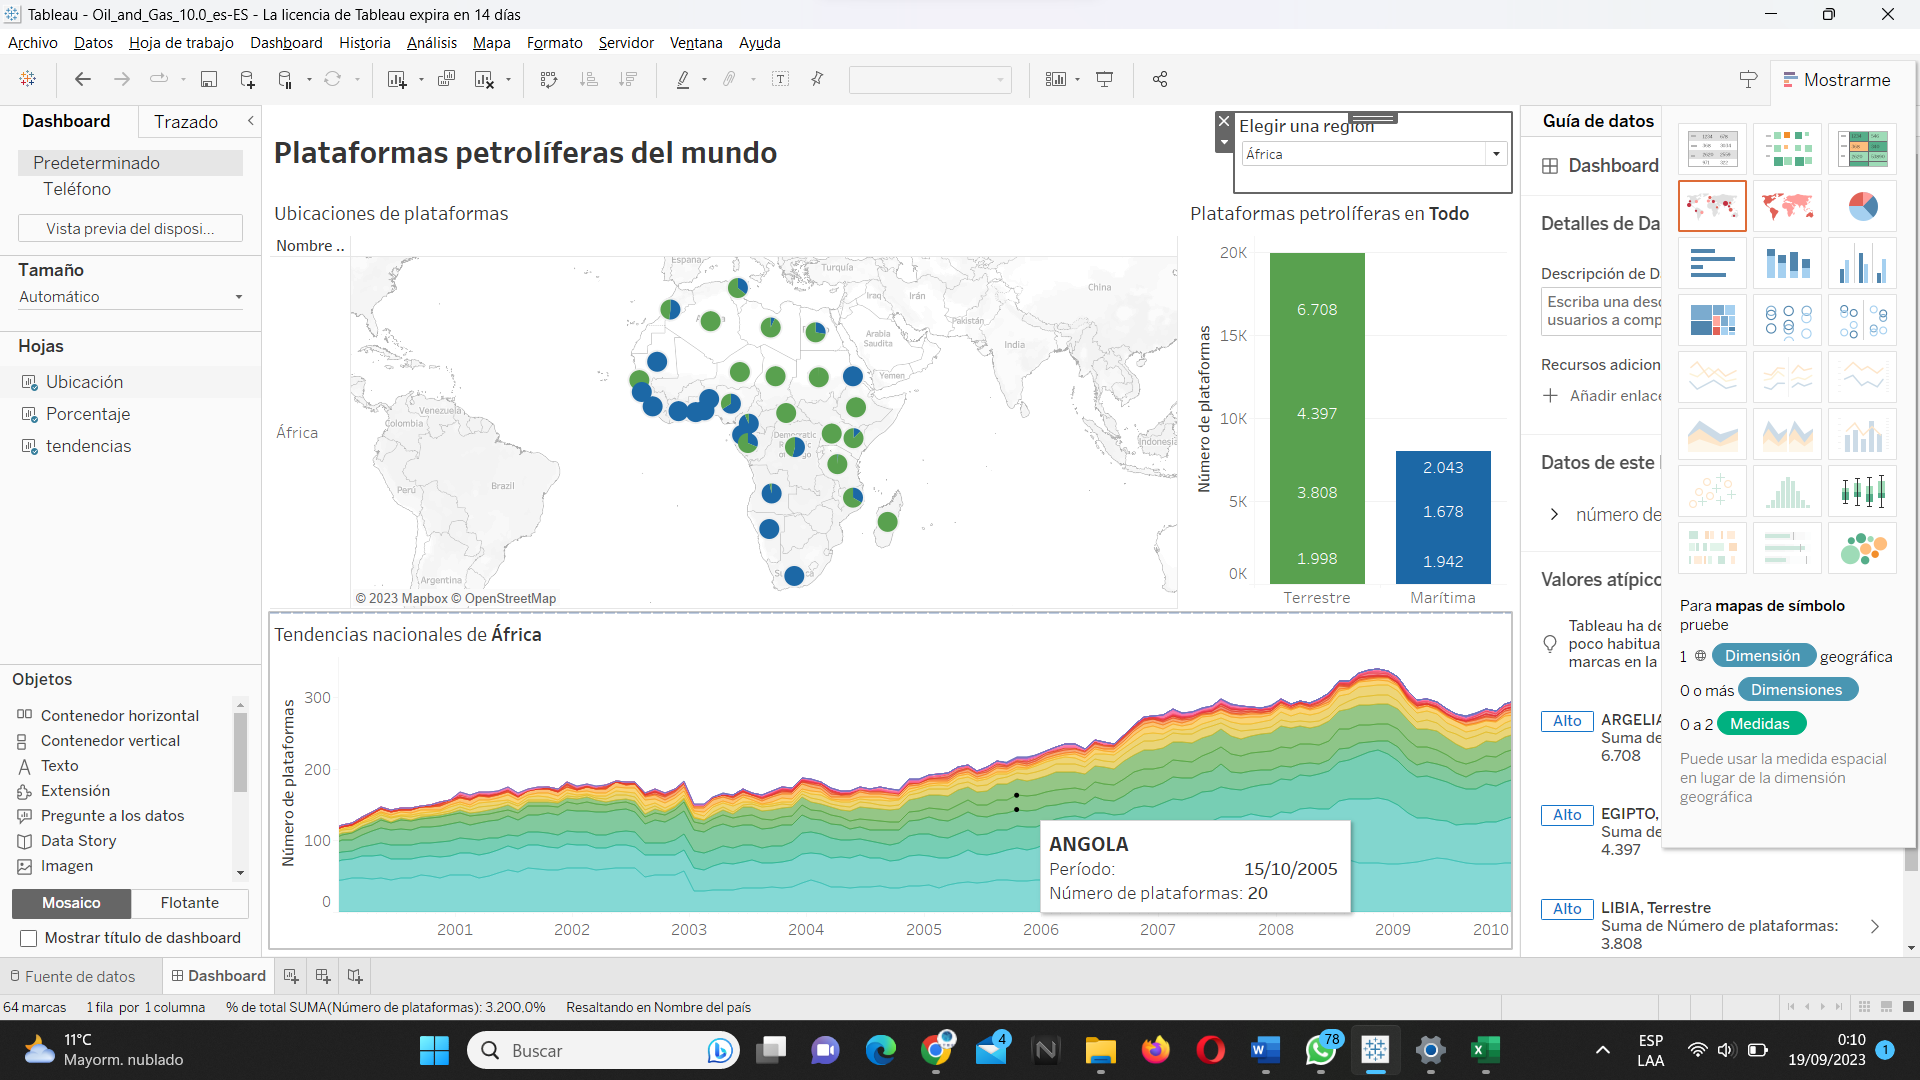 Tableau - Oil_and_Gas_10.0_es-ES - La licencia de Tableau expira en 14 días
Archivo Datos Hoja de trabajo Dashboard Historia Análisis Mapa Formato Servidor Ventana Ayuda
Mostrarme
Dashboard
Trazado
Predeterminado
Teléfono
Vista previa del disposi...
Tamaño
Automático
Hojas
Ubicación
Porcentaje
tendencias
Objetos
Contenedor horizontal
Contenedor vertical
Texto
Extensión
Pregunte a los datos
Data Story
Imagen
Mosaico
Flotante
Mostrar título de dashboard
Plataformas petrolíferas del mundo
Elegir una región
África
Ubicaciones de plataformas
Nombre ..
África
España
Turquía
China
Iraq
Irán
Pakistán
Arabia
Saudita
India
Yemen
Venezuela
Colombia
Perú
Brazil
Argentina
Indonesia
© 2023 Mapbox © OpenStreetMap
Plataformas petrolíferas en Todo
Número de plataformas
20K
15K
10K
5K
0K
6.708
4.397
3.808
1.998
2.043
1.678
1.942
Terrestre
Marítima
Tendencias nacionales de África
Número de plataformas
300
200
100
0
2001 2002 2003 2004 2005 2006 2007 2008 2009 2010
ANGOLA
Período: 15/10/2005
Número de plataformas: 20
Guía de datos
Dashboard
Detalles de Da
Descripción de D
Escriba una desc
usuarios a comp
Recursos adicion
Añadir enlace
Datos de este
número de
Valores atípico
Tableau ha de
poco habitua
marcas en la
Alto
ARGELIA
Suma de
6.708
Alto
EGIPTO,
Suma de
4.397
Alto
LIBIA, Terrestre
Suma de Número de plataformas:
3.808
Para mapas de símbolo
pruebe
1 Dimensión geográfica
0 o más Dimensiones
0 a 2 Medidas
Puede usar la medida espacial
en lugar de la dimensión
geográfica
Fuente de datos
Dashboard
64 marcas 1 fila por 1 columna % de total SUMA(Número de plataformas): 3.200,0% Resaltando en Nombre del país
11°C
Mayorm. nublado
Buscar
4
78
ESP
LAA
0:10
19/09/2023
1